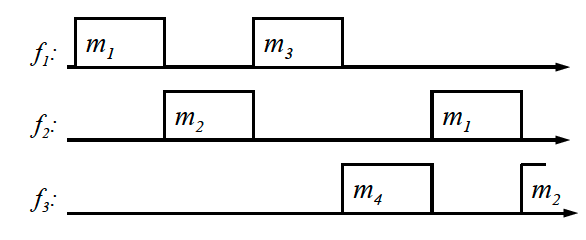 f₁: m₁ m₃
f₂: m₂ m₁
f₃: m₄ m₂